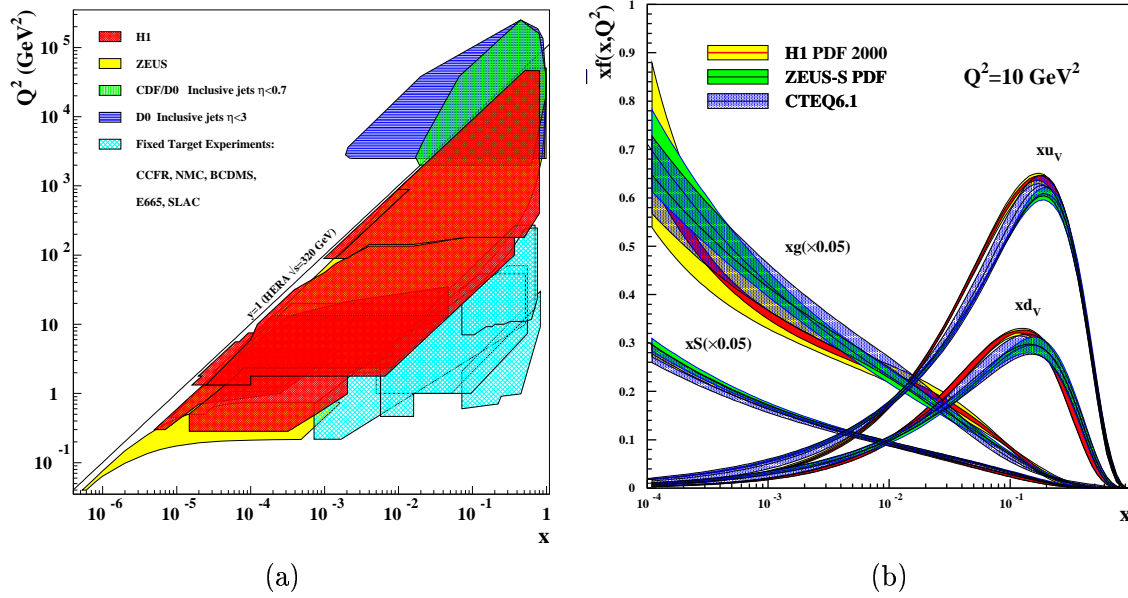 Q² (GeV²)
H1
ZEUS
CDF/D0 Inclusive jets η<0.7
D0 Inclusive jets η<3
Fixed Target Experiments:
CCFR, NMC, BCDMS,
E665, SLAC
y=1 (HERA √s=320 GeV)
10⁵
10⁴
10³
10²
10
1
10⁻¹
10⁻⁶ 10⁻⁵ 10⁻⁴ 10⁻³ 10⁻² 10⁻¹ 1
x
(a)
xf(x,Q²)
H1 PDF 2000
ZEUS-S PDF
CTEQ6.1
Q²=10 GeV²
xu_V
xg(×0.05)
xd_V
xS(×0.05)
1
0.9
0.8
0.7
0.6
0.5
0.4
0.3
0.2
0.1
0
10⁻⁴ 10⁻³ 10⁻² 10⁻¹ 1
x
(b)